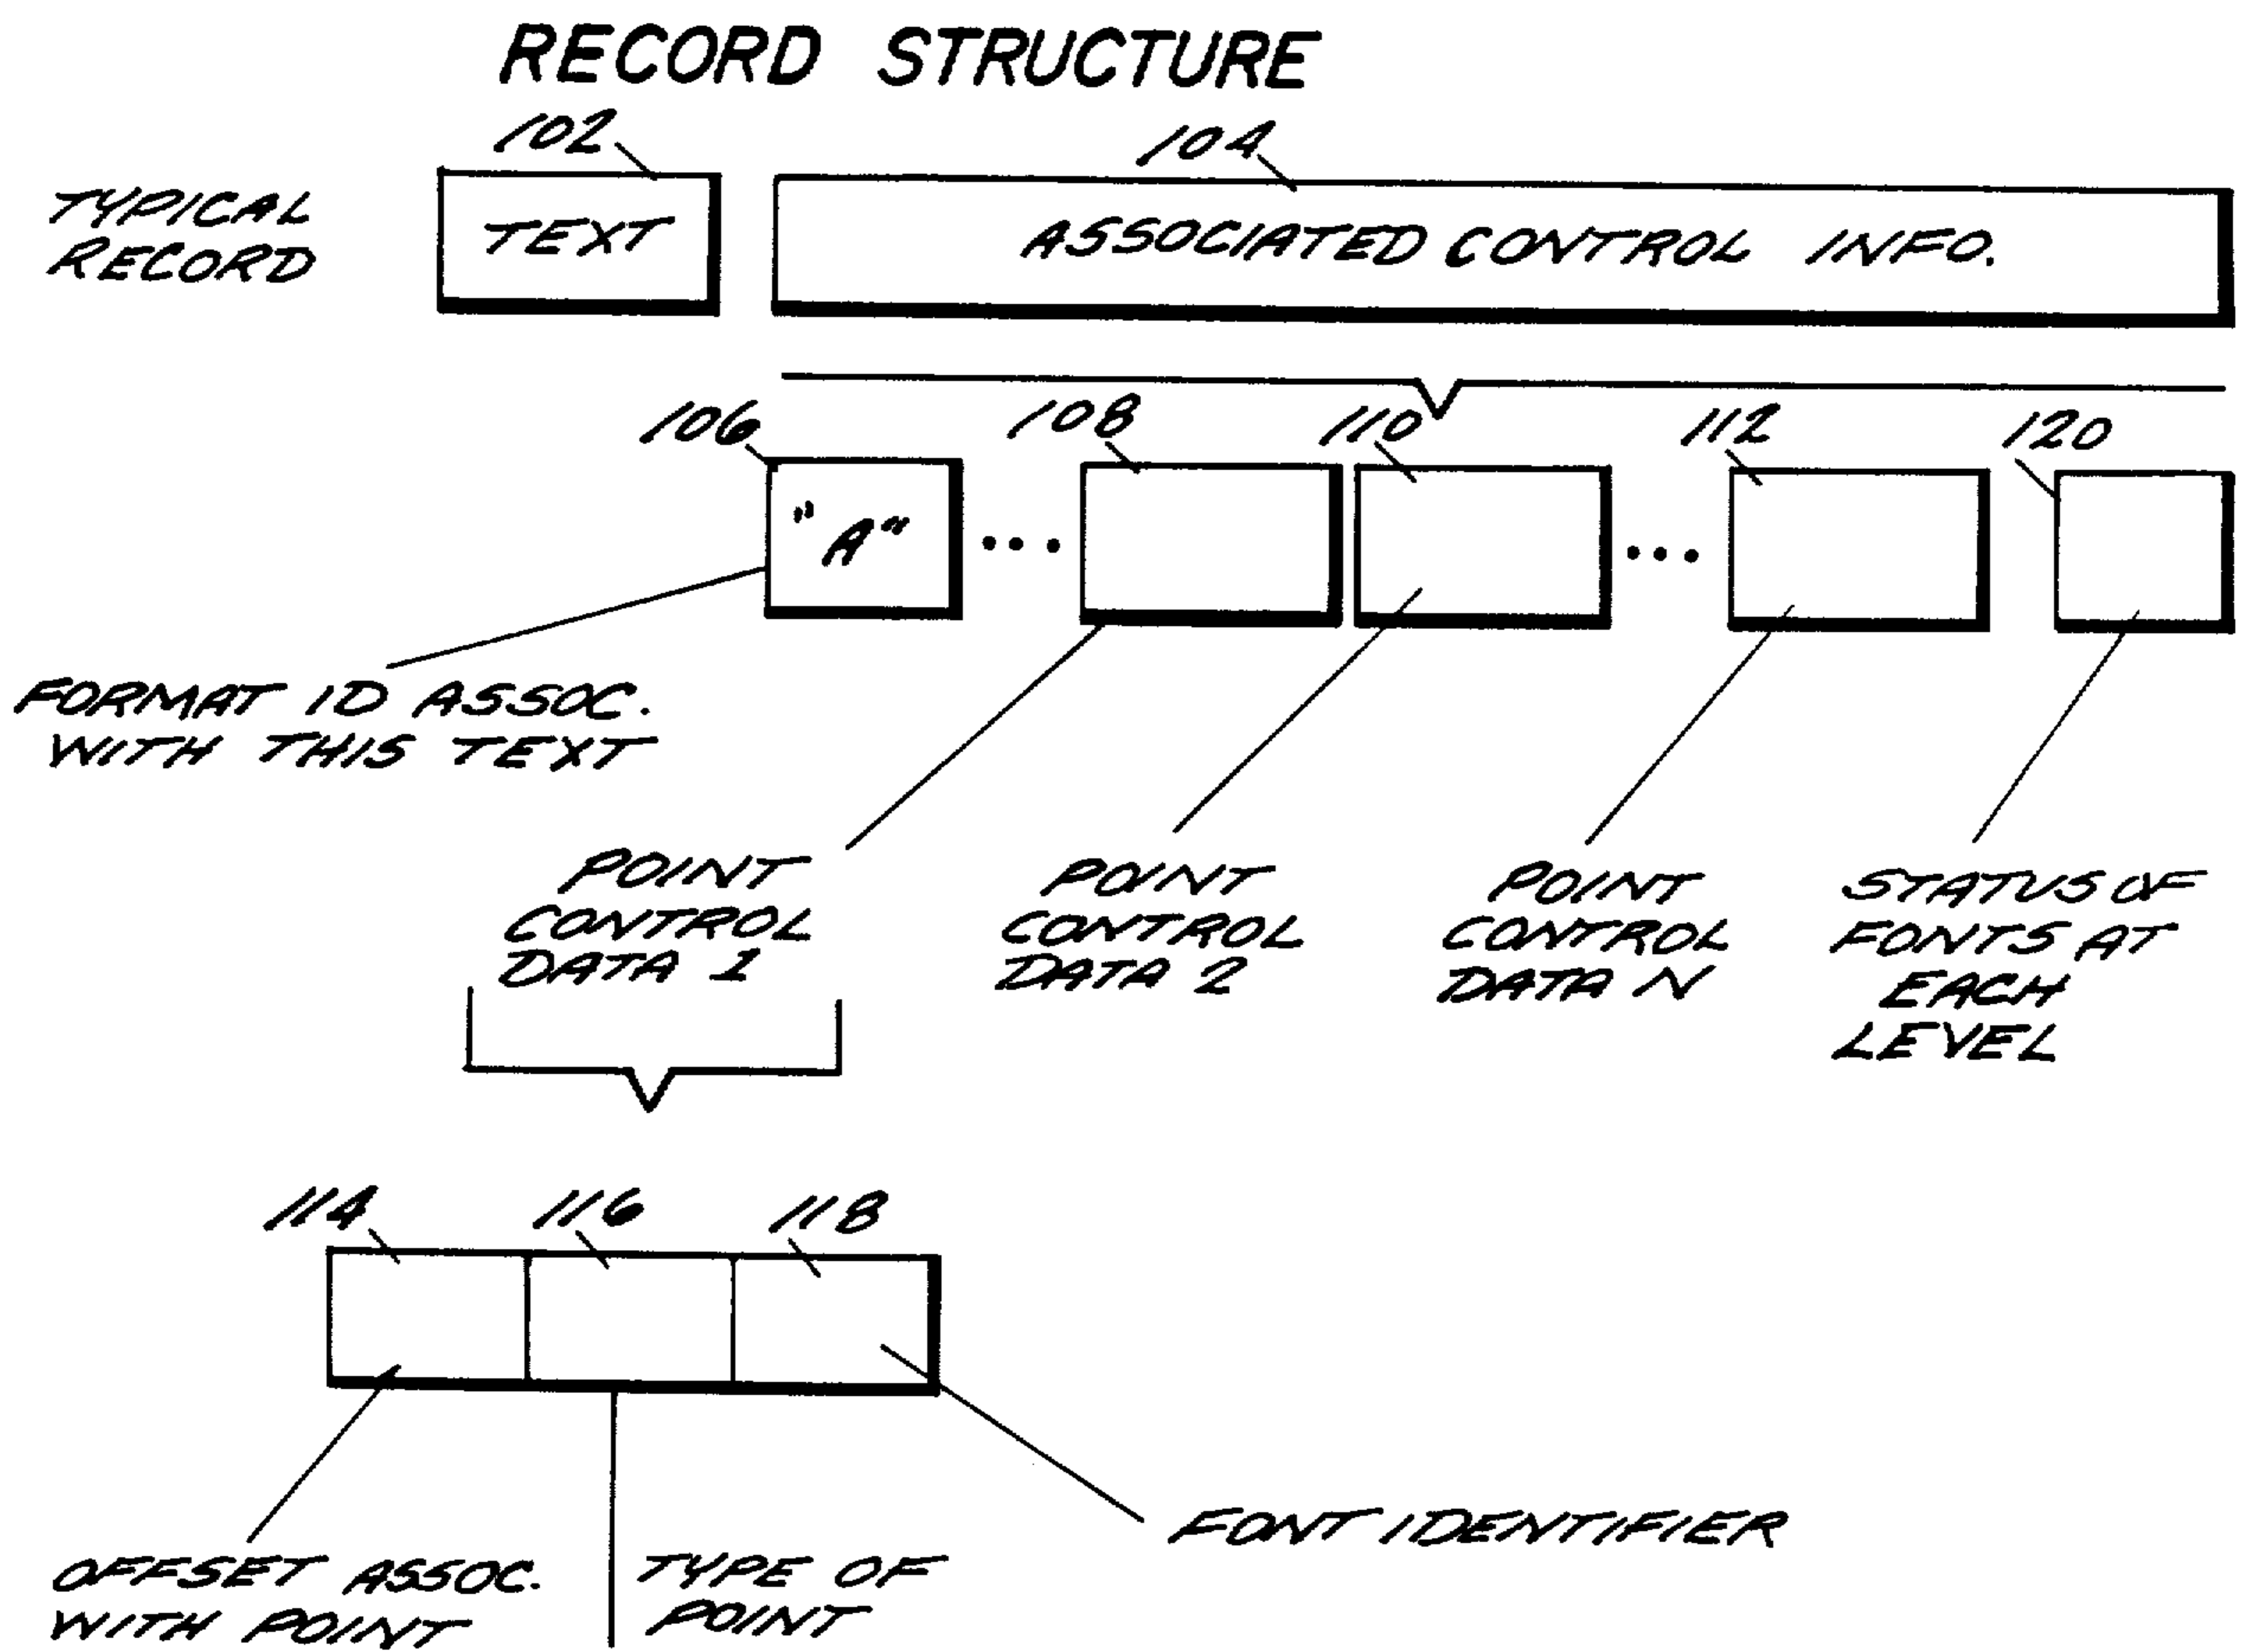 RECORD STRUCTURE
102
104
TYPICAL
RECORD
TEXT
ASSOCIATED CONTROL INFO.
106
108
110
112
120
"A"
...
...
FORMAT ID ASSOC.
WITH THIS TEXT
POINT
CONTROL
DATA 1
POINT
CONTROL
DATA 2
POINT
CONTROL
DATA N
STATUS OF
FONTS AT
EACH
LEVEL
114
116
118
OFFSET ASSOC.
WITH POINT
TYPE OF
POINT
FONT IDENTIFIER